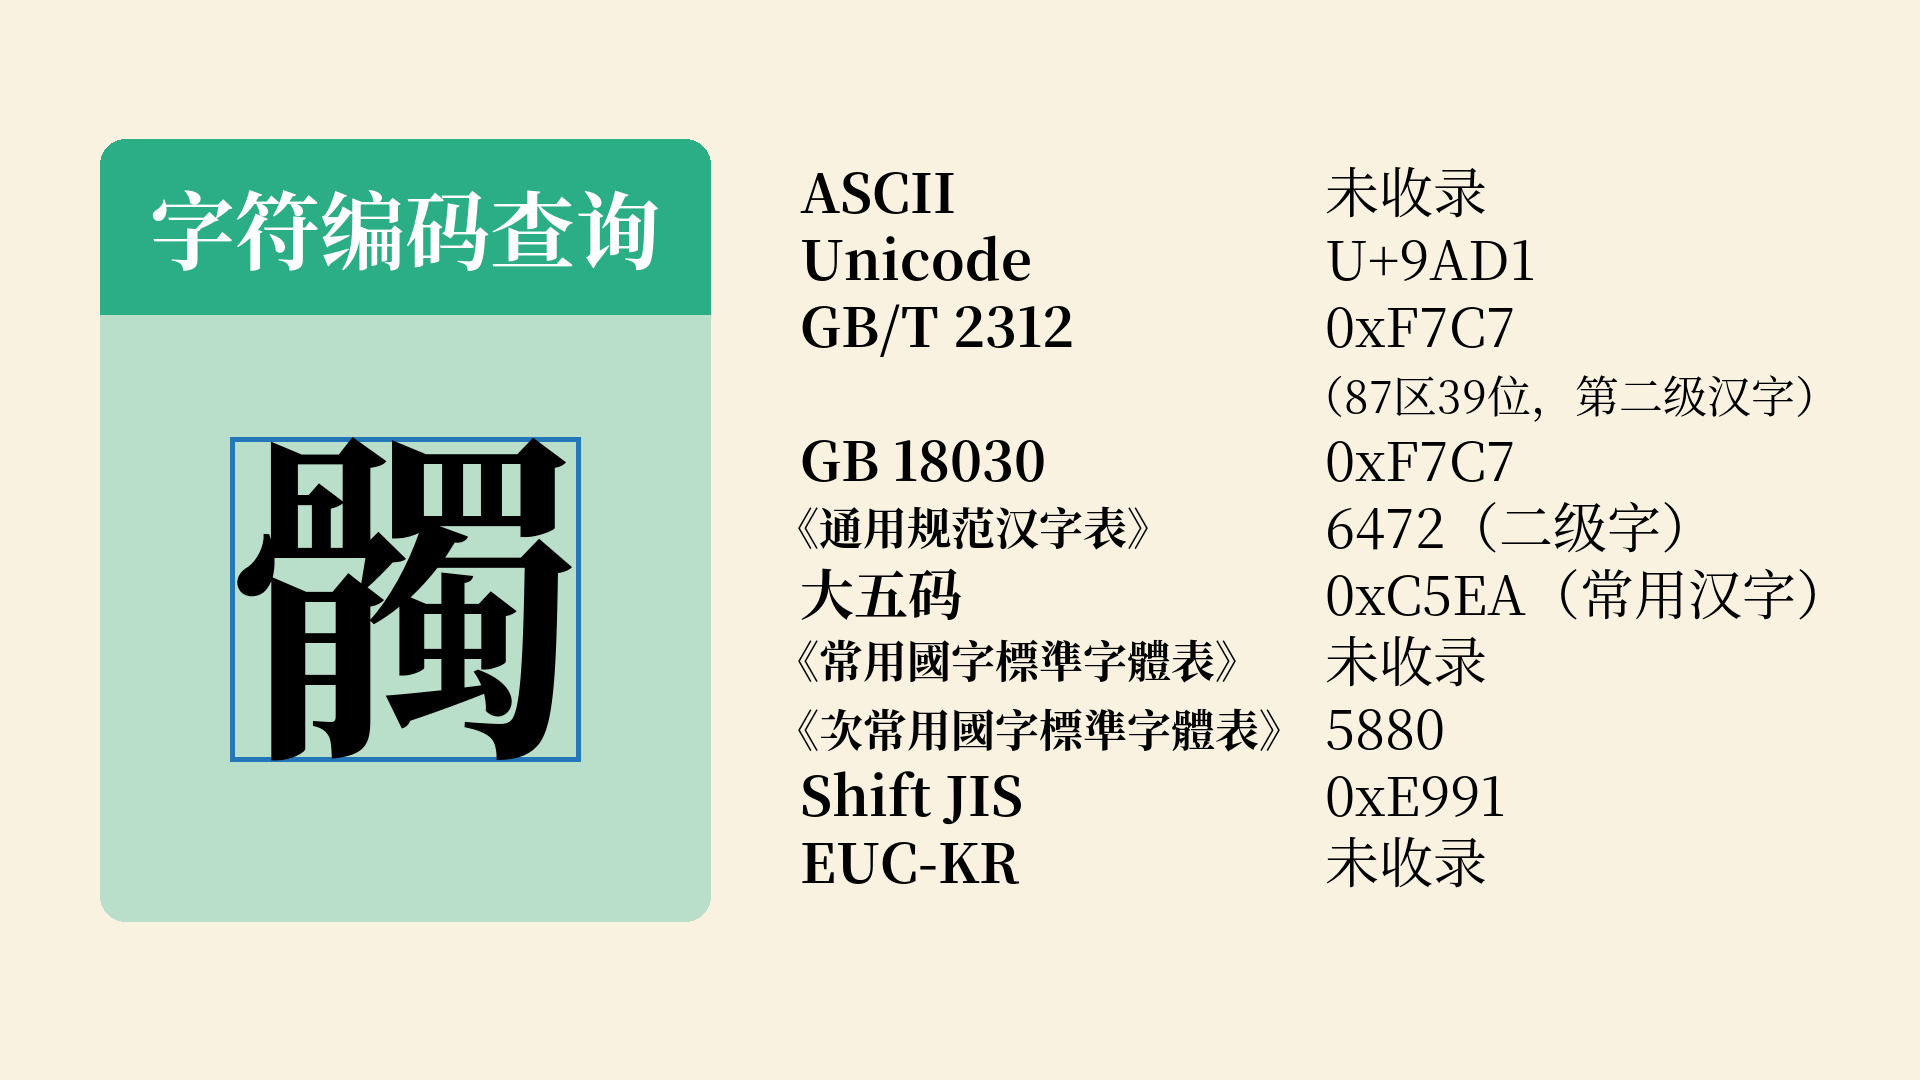 字符编码查询
髑
ASCII 未收录
Unicode U+9AD1
GB/T 2312 0xF7C7
（87区39位，第二级汉字）
GB 18030 0xF7C7
《通用规范汉字表》 6472（二级字）
大五码 0xC5EA（常用汉字）
《常用國字標準字體表》 未收录
《次常用國字標準字體表》 5880
Shift JIS 0xE991
EUC-KR 未收录